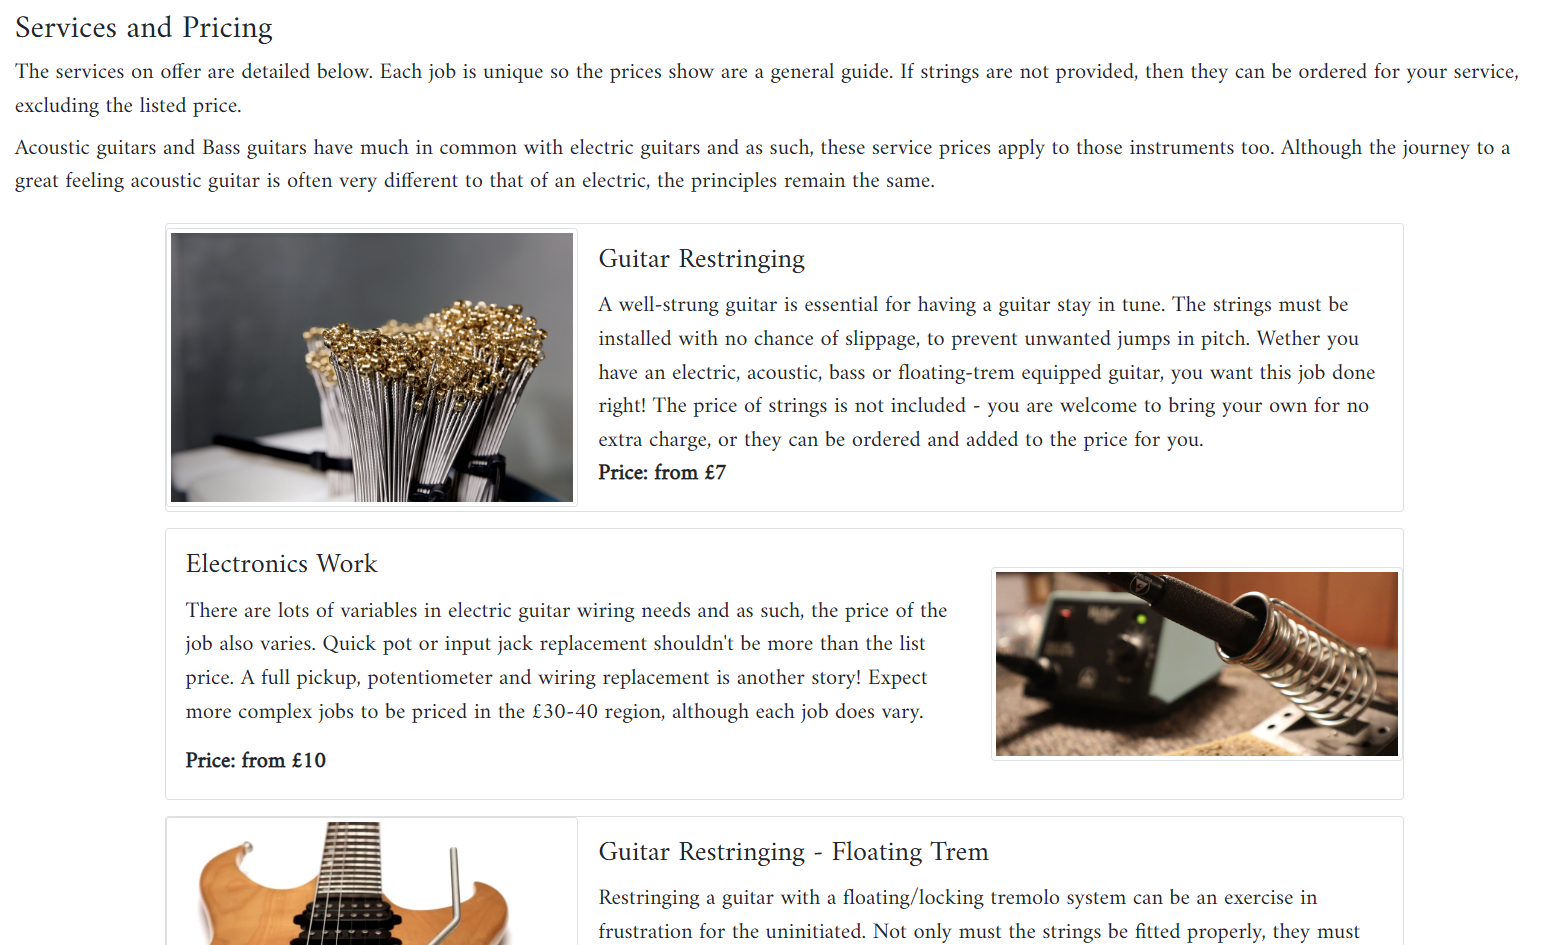 Services and Pricing
The services on offer are detailed below. Each job is unique so the prices show are a general guide. If strings are not provided, then they can be ordered for your service,
excluding the listed price.
Acoustic guitars and Bass guitars have much in common with electric guitars and as such, these service prices apply to those instruments too. Although the journey to a
great feeling acoustic guitar is often very different to that of an electric, the principles remain the same.
Guitar Restringing
A well-strung guitar is essential for having a guitar stay in tune. The strings must be
installed with no chance of slippage, to prevent unwanted jumps in pitch. Wether you
have an electric, acoustic, bass or floating-trem equipped guitar, you want this job done
right! The price of strings is not included - you are welcome to bring your own for no
extra charge, or they can be ordered and added to the price for you.
Price: from £7
Electronics Work
There are lots of variables in electric guitar wiring needs and as such, the price of the
job also varies. Quick pot or input jack replacement shouldn't be more than the list
price. A full pickup, potentiometer and wiring replacement is another story! Expect
more complex jobs to be priced in the £30-40 region, although each job does vary.
Price: from £10
Guitar Restringing - Floating Trem
Restringing a guitar with a floating/locking tremolo system can be an exercise in
frustration for the uninitiated. Not only must the strings be fitted properly, they must